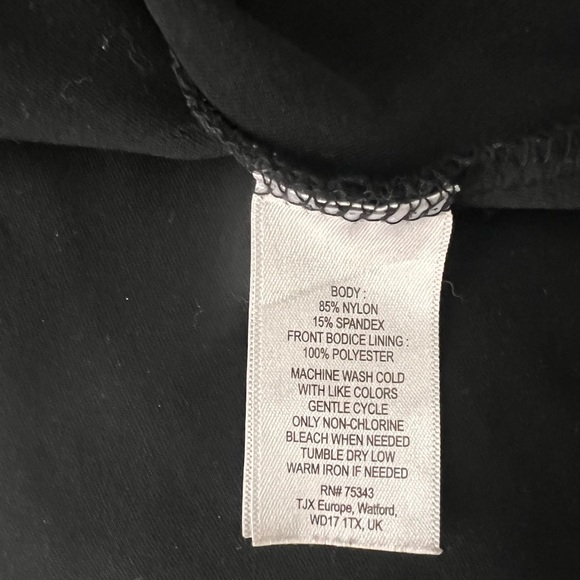 BODY :
85% NYLON
15% SPANDEX
FRONT BODICE LINING :
100% POLYESTER
MACHINE WASH COLD
WITH LIKE COLORS
GENTLE CYCLE
ONLY NON-CHLORINE
BLEACH WHEN NEEDED
TUMBLE DRY LOW
WARM IRON IF NEEDED
RN# 75343
TJX Europe, Watford,
WD17 1TX, UK